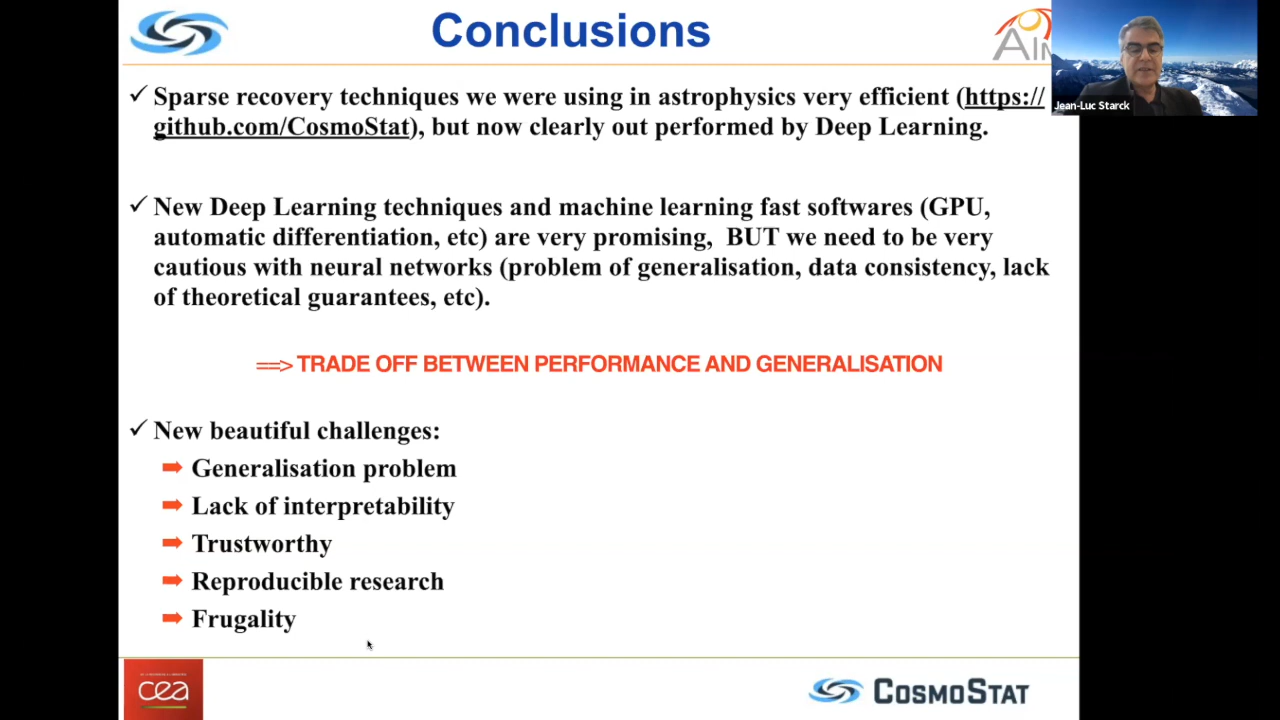 Conclusions
AIM
Jean-Luc Starck
✓ Sparse recovery techniques we were using in astrophysics very efficient (https://
github.com/CosmoStat), but now clearly out performed by Deep Learning.
✓ New Deep Learning techniques and machine learning fast softwares (GPU,
automatic differentiation, etc) are very promising, BUT we need to be very
cautious with neural networks (problem of generalisation, data consistency, lack
of theoretical guarantees, etc).
==> TRADE OFF BETWEEN PERFORMANCE AND GENERALISATION
✓ New beautiful challenges:
➡ Generalisation problem
➡ Lack of interpretability
➡ Trustworthy
➡ Reproducible research
➡ Frugality
cea
COSMOSTAT